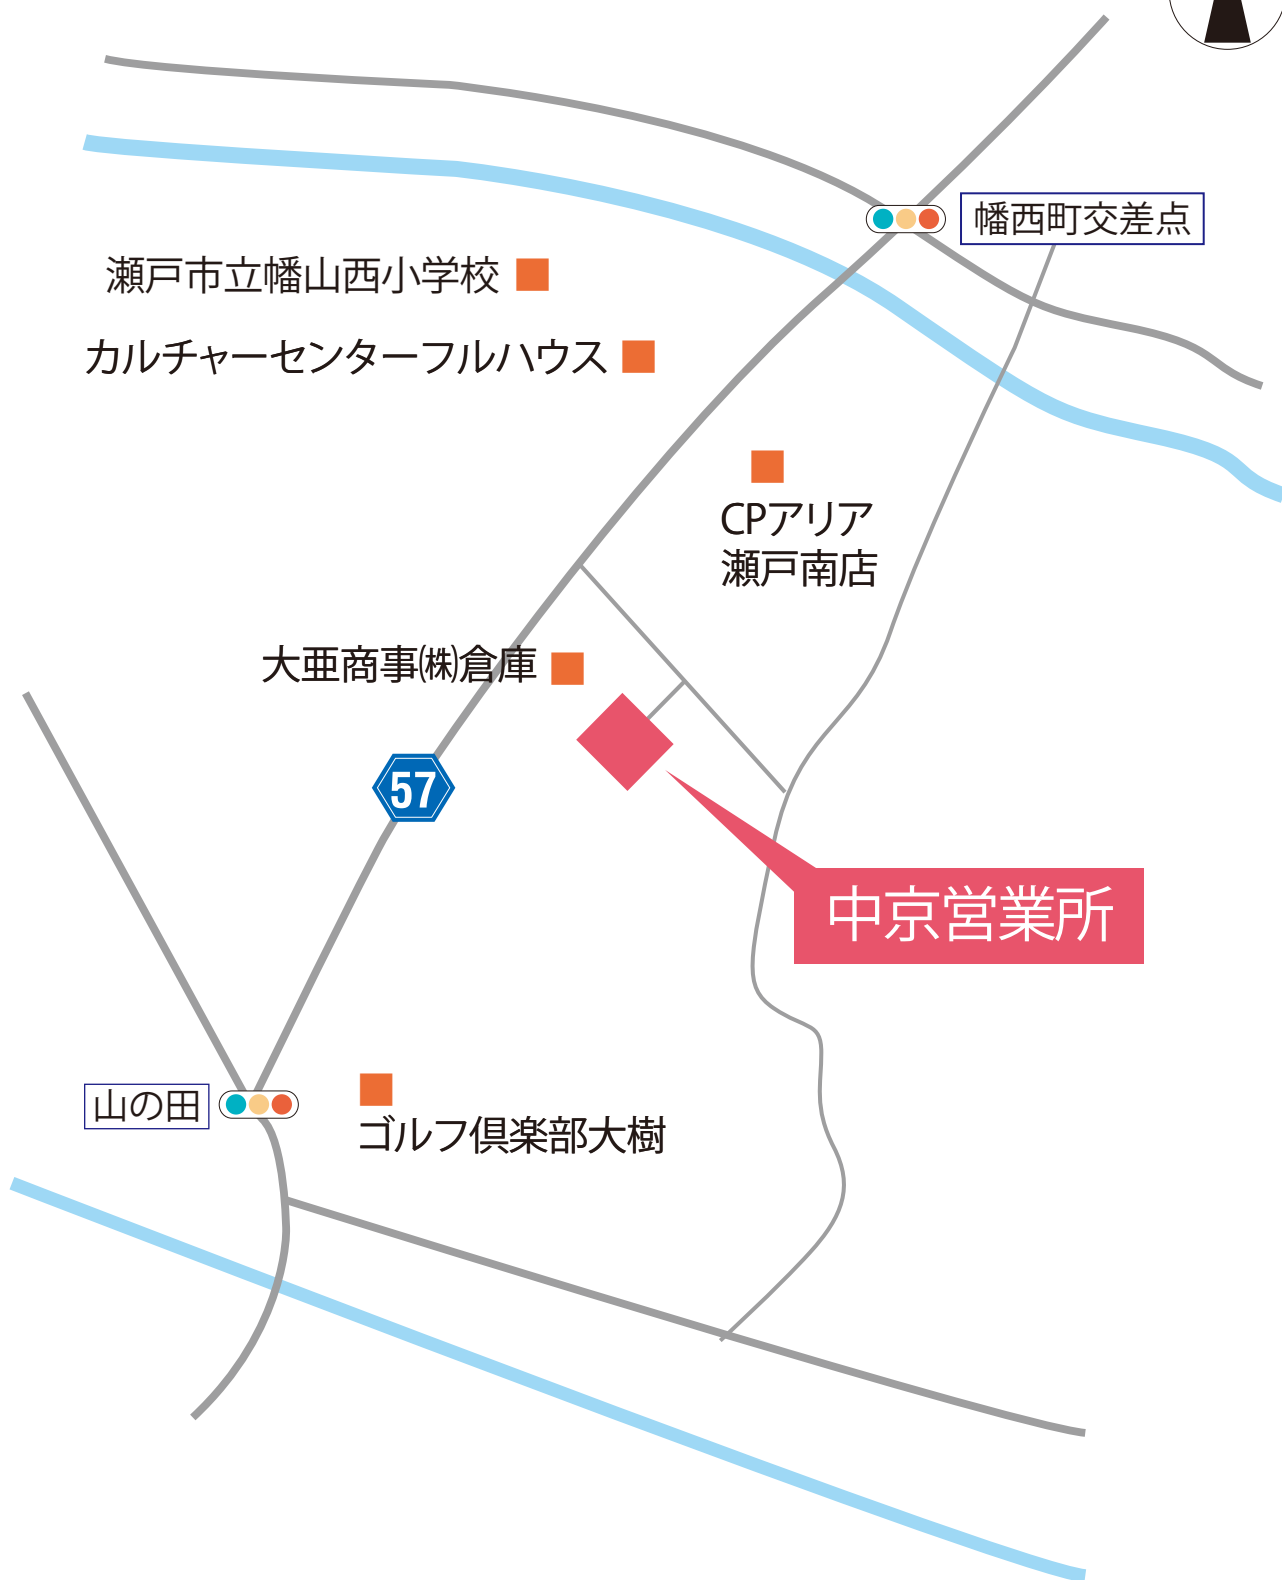 幡西町交差点
瀬戸市立幡山西小学校
カルチャーセンターフルハウス
CPアリア
瀬戸南店
大亜商事㈱倉庫
57
中京営業所
山の田
ゴルフ倶楽部大樹